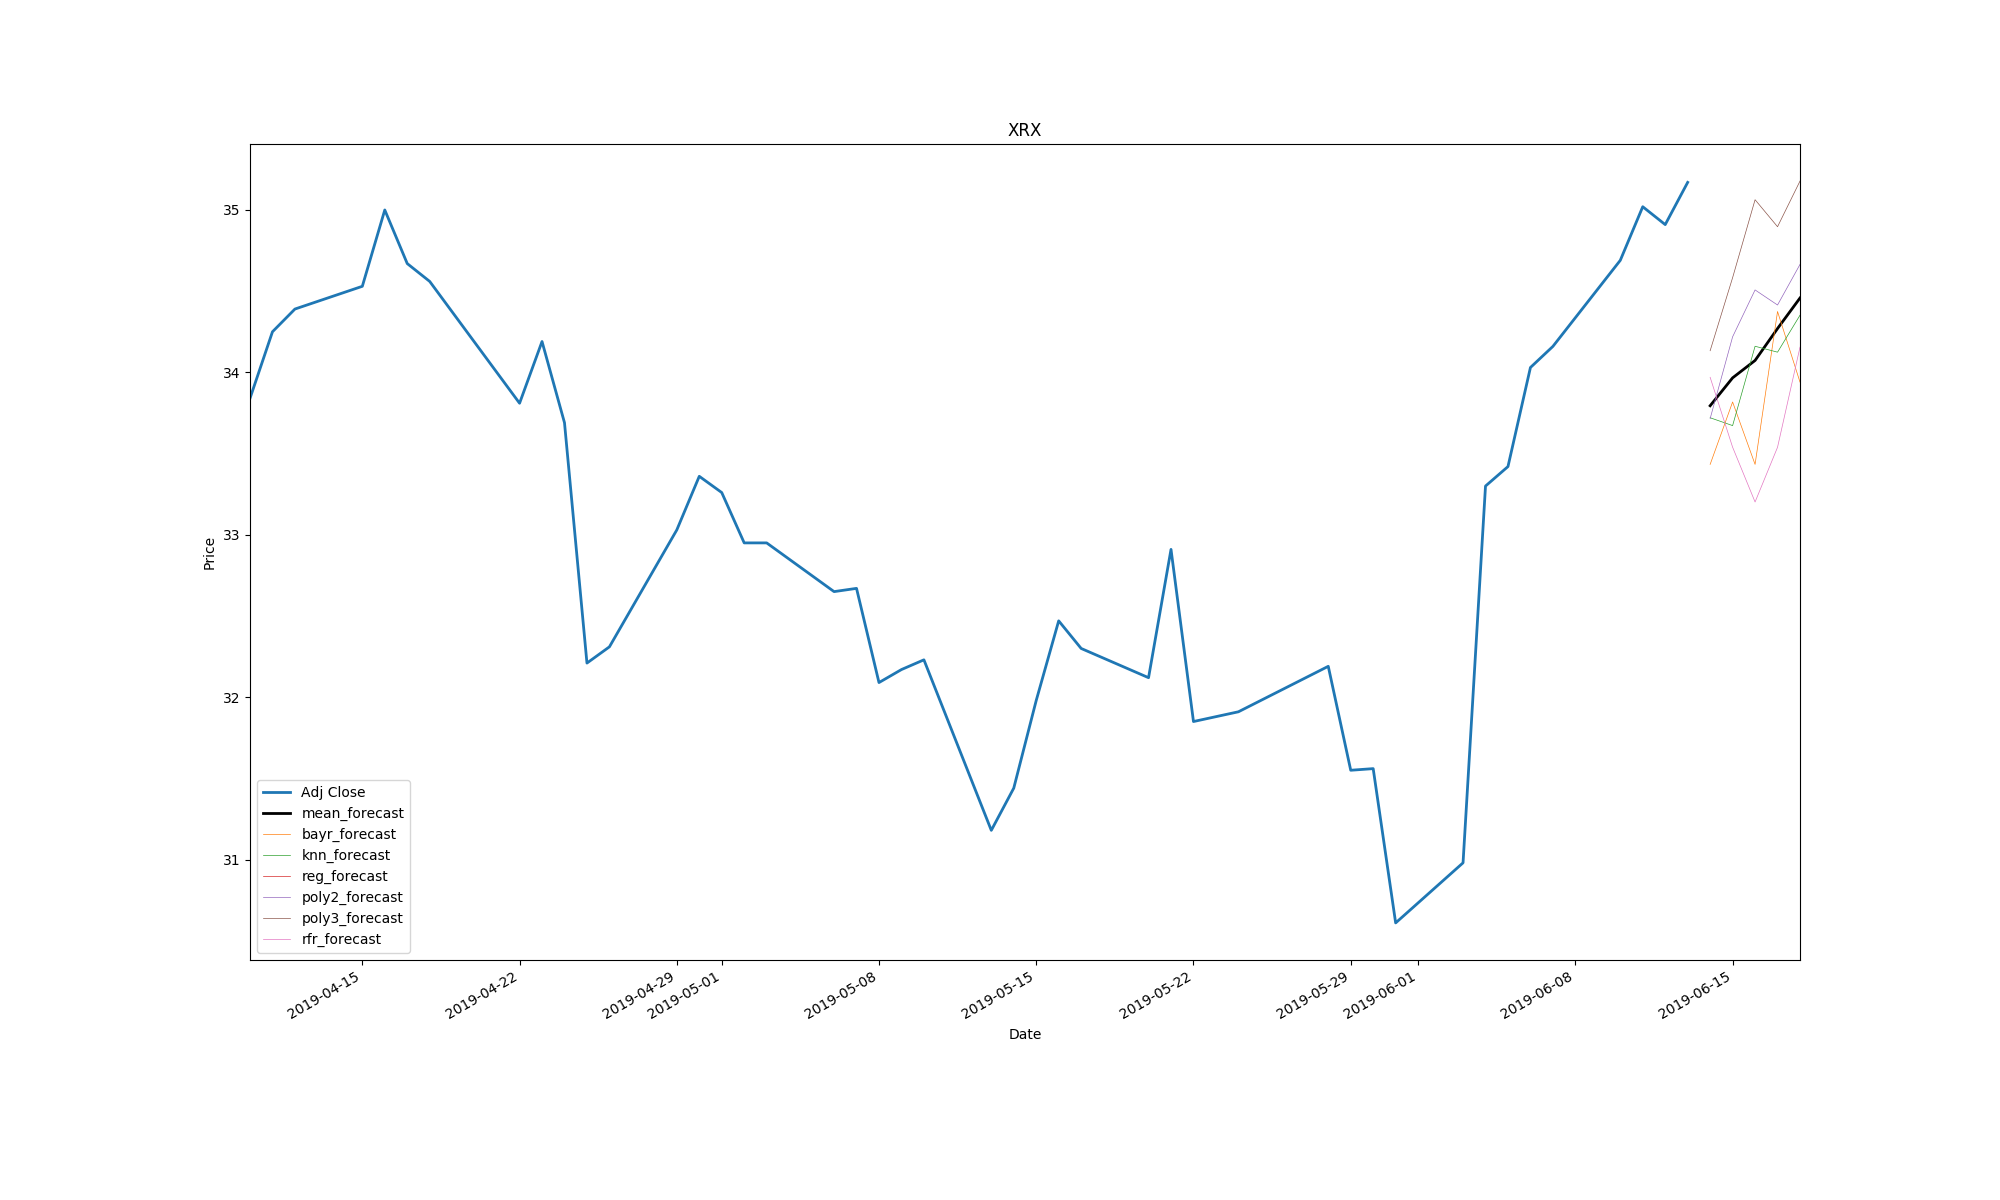 XRX
35
34
33
32
31
Price
Adj Close
mean_forecast
bayr_forecast
knn_forecast
reg_forecast
poly2_forecast
poly3_forecast
rfr_forecast
2019-04-15
2019-04-22
2019-04-29
2019-05-01
2019-05-08
2019-05-15
2019-05-22
2019-05-29
2019-06-01
2019-06-08
2019-06-15
Date